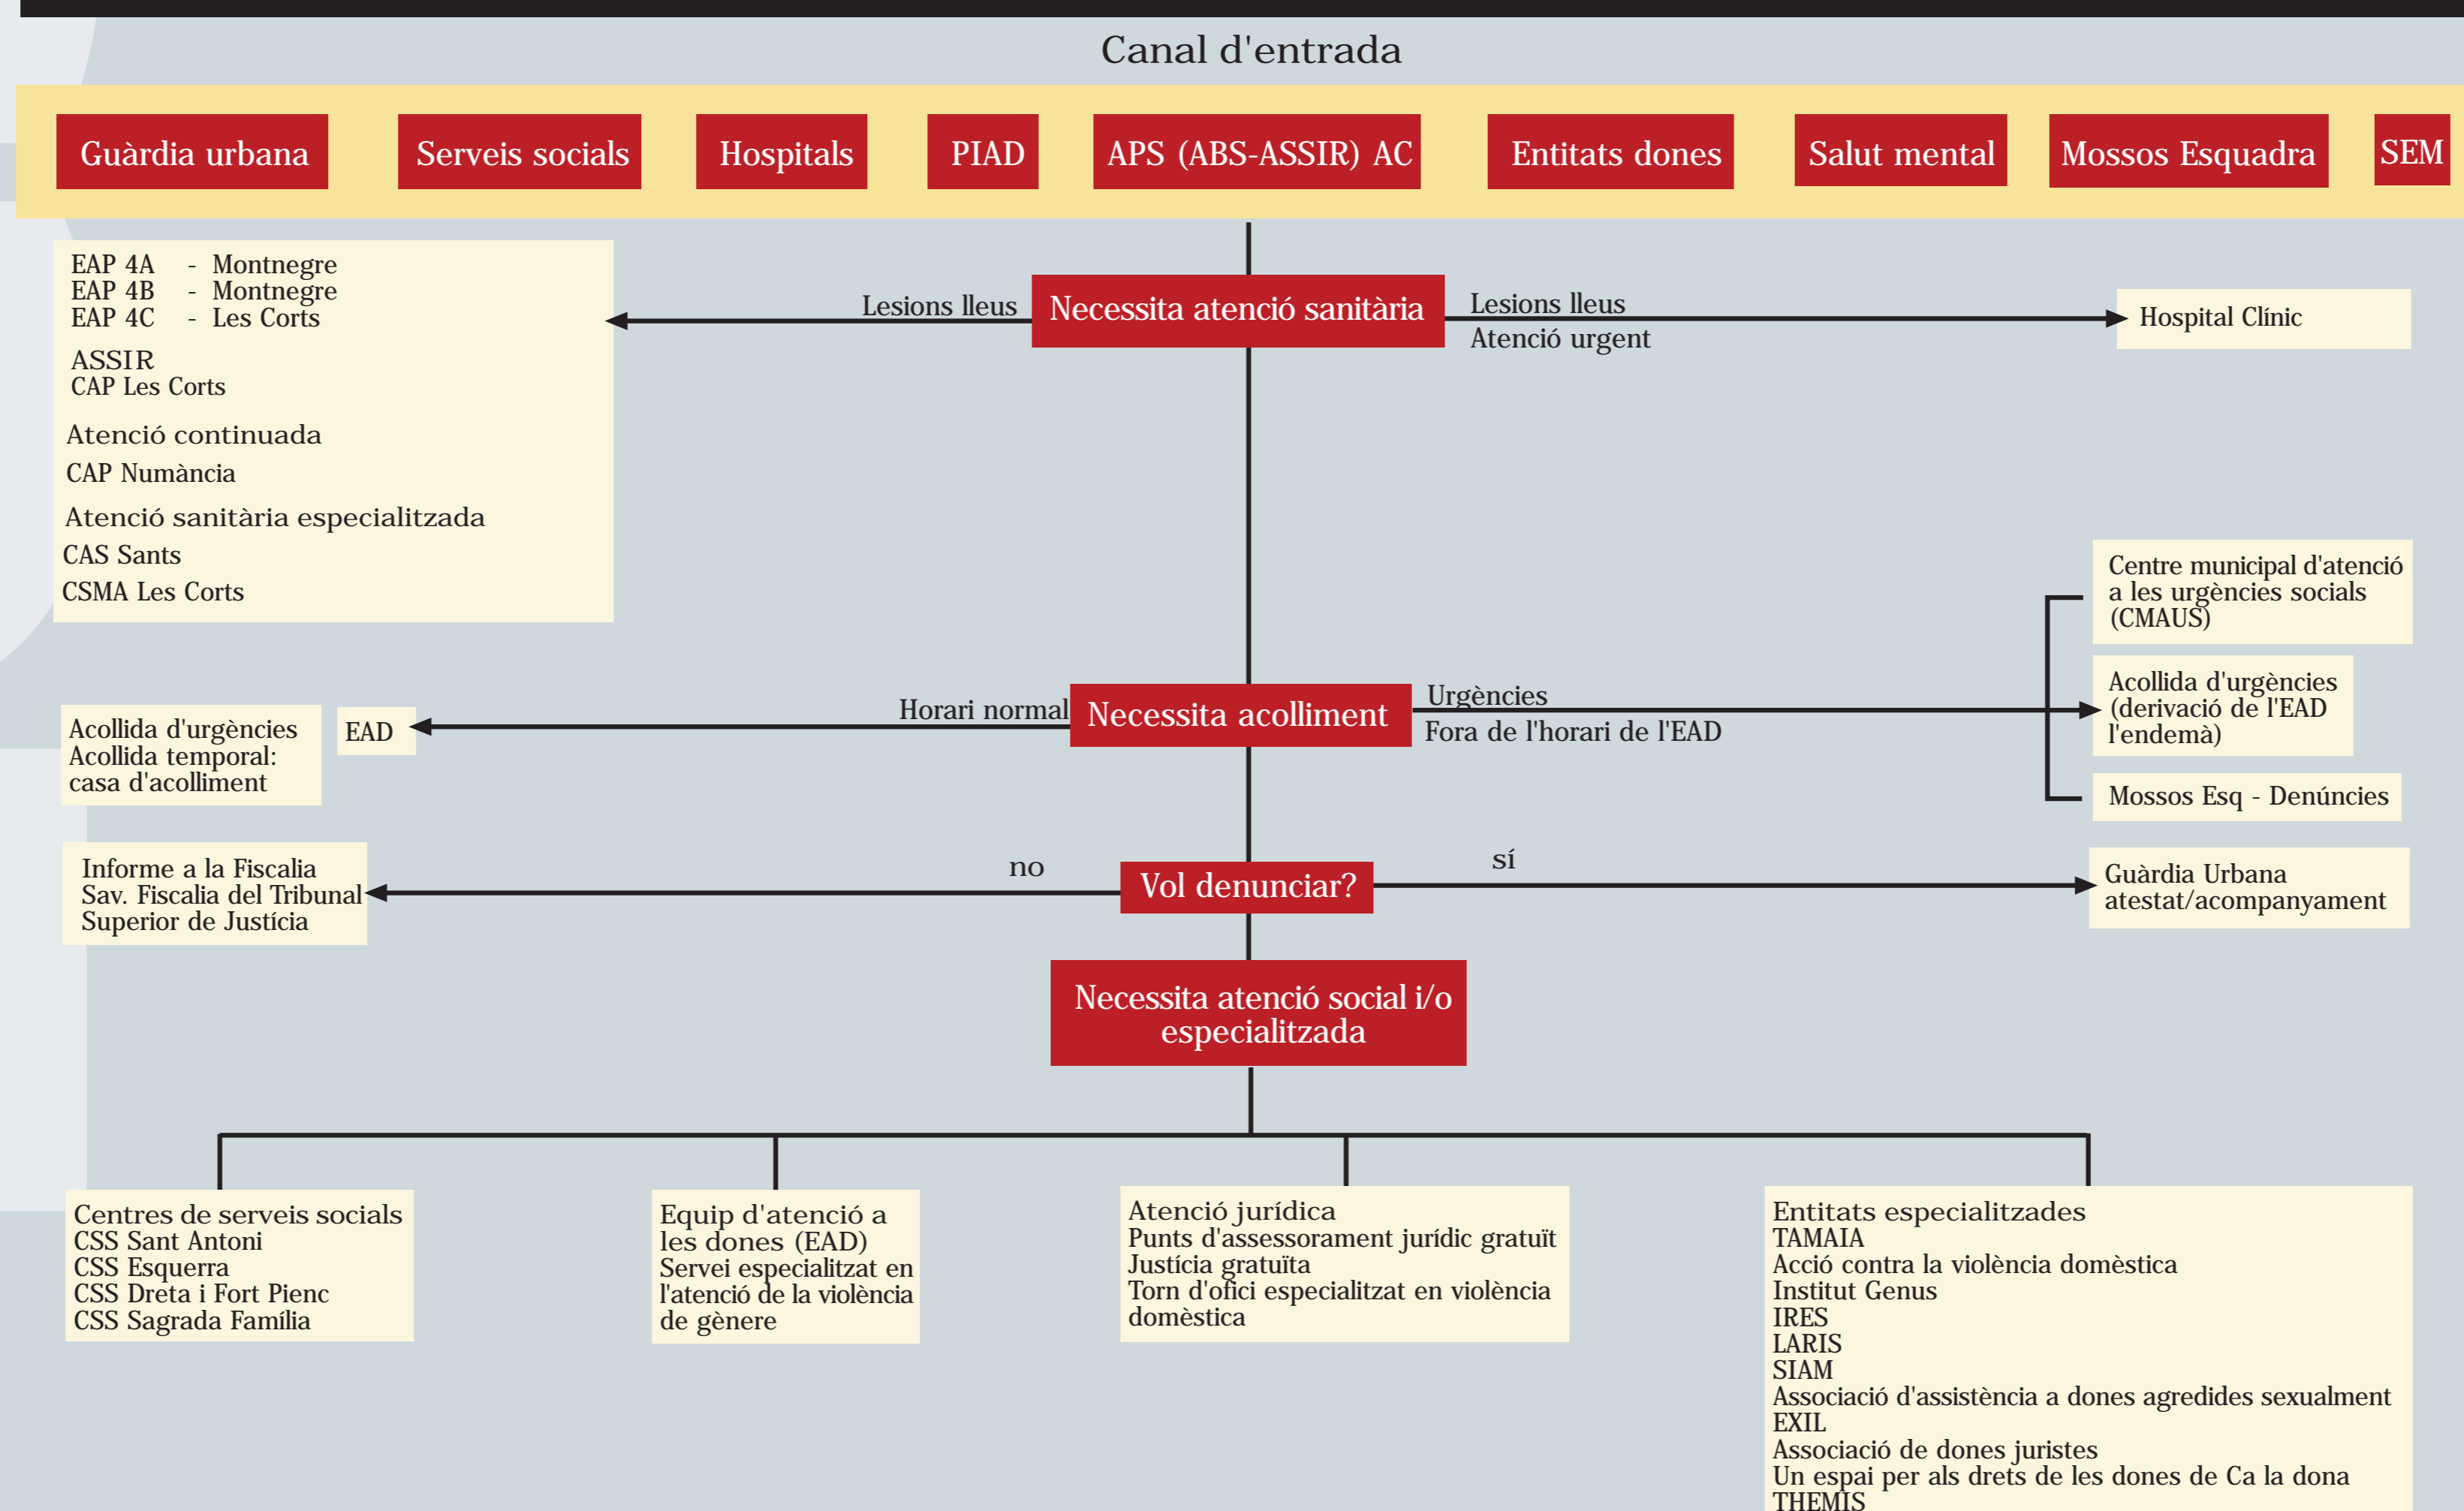 Canal d'entrada
Guàrdia urbana
Serveis socials
Hospitals
PIAD
APS (ABS-ASSIR) AC
Entitats dones
Salut mental
Mossos Esquadra
SEM
EAP 4A - Montnegre
EAP 4B - Montnegre
EAP 4C - Les Corts
ASSIR
CAP Les Corts
Atenció continuada
CAP Numància
Atenció sanitària especialitzada
CAS Sants
CSMA Les Corts
Lesions lleus
Necessita atenció sanitària
Lesions lleus
Atenció urgent
Hospital Clínic
Centre municipal d'atenció
a les urgències socials
(CMAUS)
Acollida d'urgències
Acollida temporal:
casa d'acolliment
EAD
Horari normal
Necessita acolliment
Urgències
Fora de l'horari de l'EAD
Acollida d'urgències
(derivació de l'EAD
l'endemà)
Mossos Esq - Denúncies
Informe a la Fiscalia
Sav. Fiscalia del Tribunal
Superior de Justícia
no
Vol denunciar?
sí
Guàrdia Urbana
atestat/acompanyament
Necessita atenció social i/o
especialitzada
Centres de serveis socials
CSS Sant Antoni
CSS Esquerra
CSS Dreta i Fort Pienc
CSS Sagrada Família
Equip d'atenció a
les dones (EAD)
Servei especialitzat en
l'atenció de la violència
de gènere
Atenció jurídica
Punts d'assessorament jurídic gratuït
Justícia gratuïta
Torn d'ofici especialitzat en violència
domèstica
Entitats especialitzades
TAMAIA
Acció contra la violència domèstica
Institut Genus
IRES
LARIS
SIAM
Associació d'assistència a dones agredides sexualment
EXIL
Associació de dones juristes
Un espai per als drets de les dones de Ca la dona
THEMIS